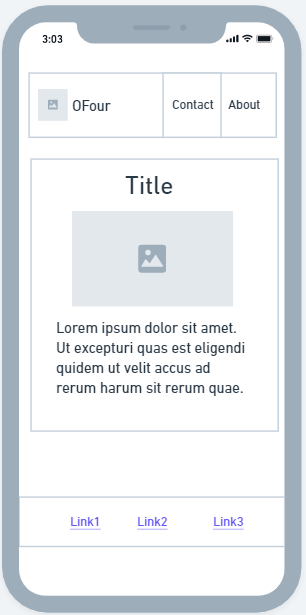 3:03
OFour
Contact
About
Title
Lorem ipsum dolor sit amet.
Ut excepturi quas est eligendi
quidem ut velit accus ad
rerum harum sit rerum quae.
Link1
Link2
Link3